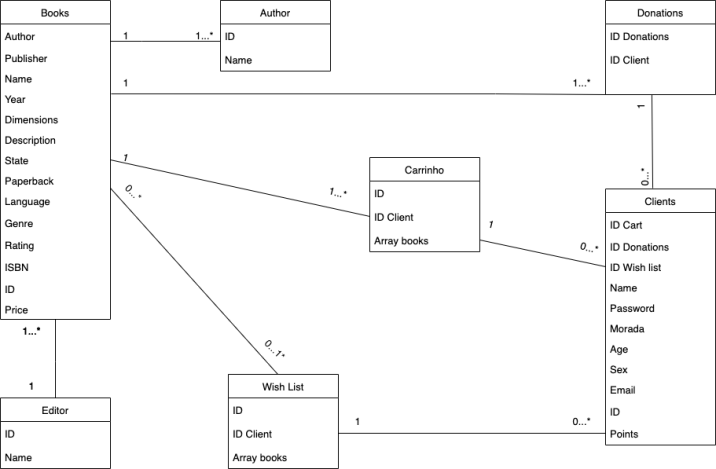 Books
Author
Publisher
Name
Year
Dimensions
Description
State
Paperback
Language
Genre
Rating
ISBN
ID
Price
Author
ID
Name
Donations
ID Donations
ID Client
Carrinho
ID
ID Client
Array books
Clients
ID Cart
ID Donations
ID Wish list
Name
Password
Morada
Age
Sex
Email
ID
Points
Wish List
ID
ID Client
Array books
Editor
ID
Name
1
1...*
1
1...*
1
1...*
0...*
0...1*
1
0...*
1
0...*
1
0...*
1...*
1